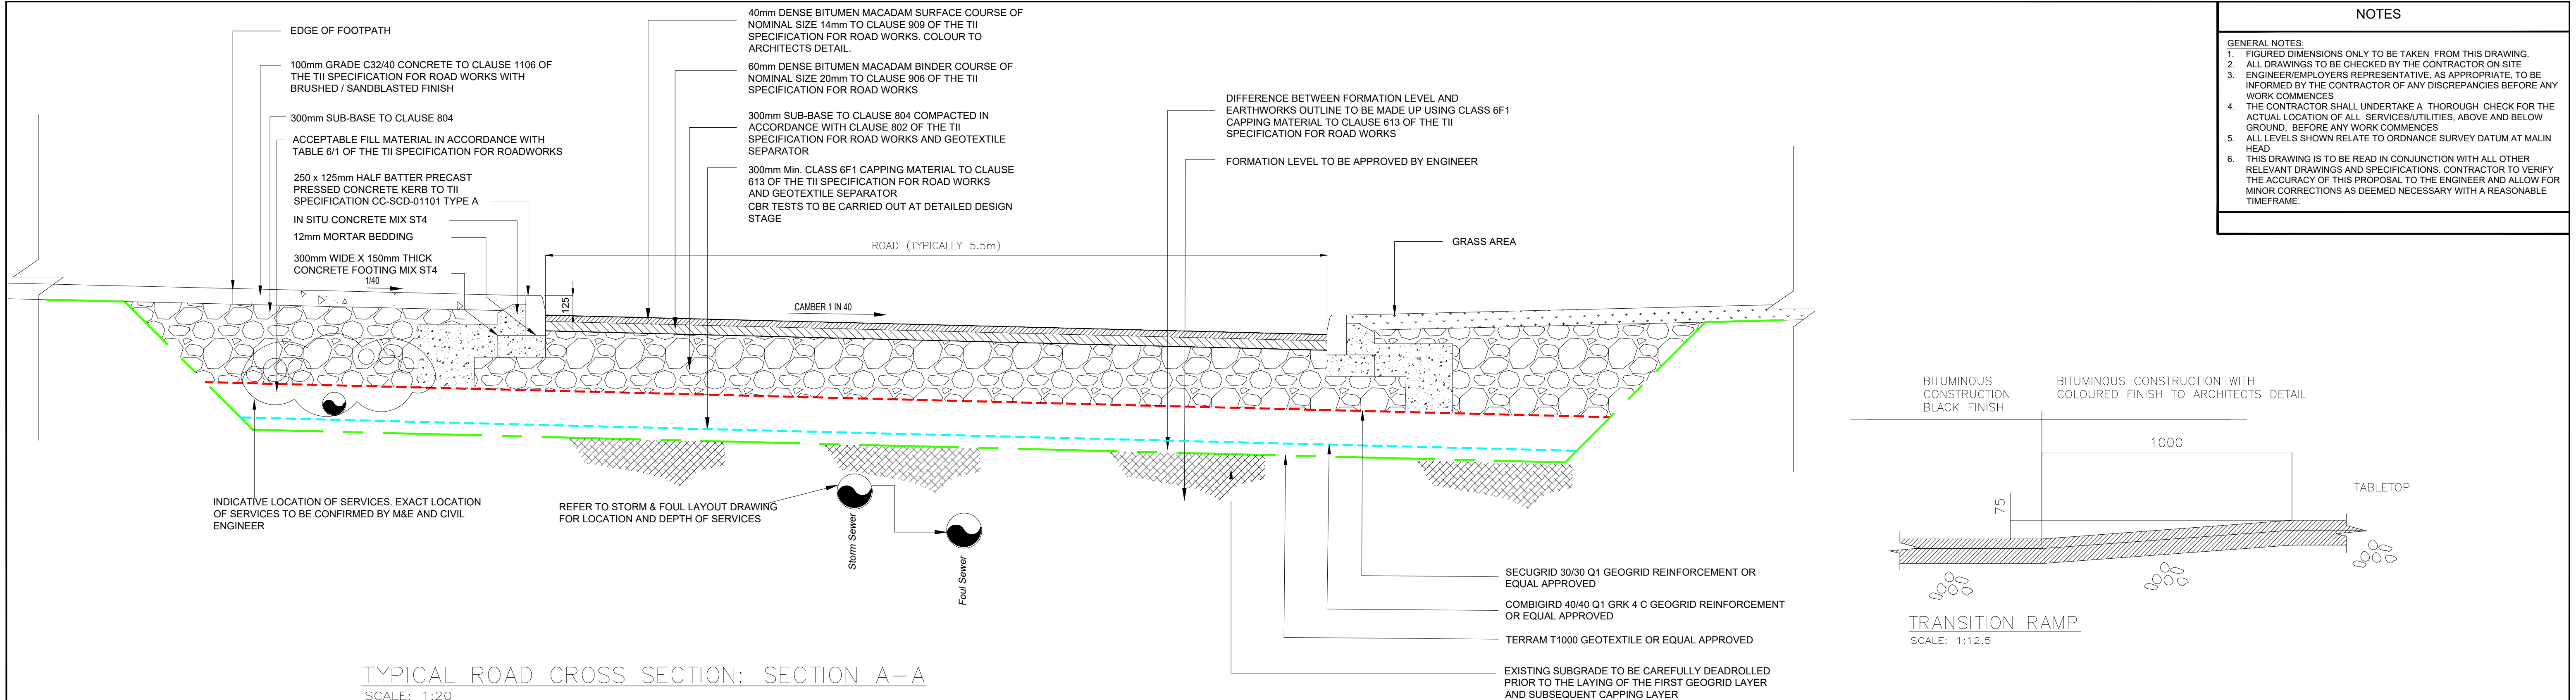 EDGE OF FOOTPATH
100mm GRADE C32/40 CONCRETE TO CLAUSE 1106 OF
THE TII SPECIFICATION FOR ROAD WORKS WITH
BRUSHED / SANDBLASTED FINISH
300mm SUB-BASE TO CLAUSE 804
ACCEPTABLE FILL MATERIAL IN ACCORDANCE WITH
TABLE 6/1 OF THE TII SPECIFICATION FOR ROADWORKS
250 x 125mm HALF BATTER PRECAST
PRESSED CONCRETE KERB TO TII
SPECIFICATION CC-SCD-01101 TYPE A
IN SITU CONCRETE MIX ST4
12mm MORTAR BEDDING
300mm WIDE X 150mm THICK
CONCRETE FOOTING MIX ST4
1/40
40mm DENSE BITUMEN MACADAM SURFACE COURSE OF
NOMINAL SIZE 14mm TO CLAUSE 909 OF THE TII
SPECIFICATION FOR ROAD WORKS. COLOUR TO
ARCHITECTS DETAIL.
60mm DENSE BITUMEN MACADAM BINDER COURSE OF
NOMINAL SIZE 20mm TO CLAUSE 906 OF THE TII
SPECIFICATION FOR ROAD WORKS
300mm SUB-BASE TO CLAUSE 804 COMPACTED IN
ACCORDANCE WITH CLAUSE 802 OF THE TII
SPECIFICATION FOR ROAD WORKS AND GEOTEXTILE
SEPARATOR
300mm Min. CLASS 6F1 CAPPING MATERIAL TO CLAUSE
613 OF THE TII SPECIFICATION FOR ROAD WORKS
AND GEOTEXTILE SEPARATOR
CBR TESTS TO BE CARRIED OUT AT DETAILED DESIGN
STAGE
DIFFERENCE BETWEEN FORMATION LEVEL AND
EARTHWORKS OUTLINE TO BE MADE UP USING CLASS 6F1
CAPPING MATERIAL TO CLAUSE 613 OF THE TII
SPECIFICATION FOR ROAD WORKS
FORMATION LEVEL TO BE APPROVED BY ENGINEER
ROAD (TYPICALLY 5.5m)
GRASS AREA
125
CAMBER 1 IN 40
INDICATIVE LOCATION OF SERVICES. EXACT LOCATION
OF SERVICES TO BE CONFIRMED BY M&E AND CIVIL
ENGINEER
REFER TO STORM & FOUL LAYOUT DRAWING
FOR LOCATION AND DEPTH OF SERVICES
Storm Sewer
Foul Sewer
SECUGRID 30/30 Q1 GEOGRID REINFORCEMENT OR
EQUAL APPROVED
COMBIGIRD 40/40 Q1 GRK 4 C GEOGRID REINFORCEMENT
OR EQUAL APPROVED
TERRAM T1000 GEOTEXTILE OR EQUAL APPROVED
EXISTING SUBGRADE TO BE CAREFULLY DEADROLLED
PRIOR TO THE LAYING OF THE FIRST GEOGRID LAYER
AND SUBSEQUENT CAPPING LAYER
TYPICAL ROAD CROSS SECTION: SECTION A-A
SCALE: 1:20
NOTES
GENERAL NOTES:
1. FIGURED DIMENSIONS ONLY TO BE TAKEN FROM THIS DRAWING.
2. ALL DRAWINGS TO BE CHECKED BY THE CONTRACTOR ON SITE
3. ENGINEER/EMPLOYERS REPRESENTATIVE, AS APPROPRIATE, TO BE
INFORMED BY THE CONTRACTOR OF ANY DISCREPANCIES BEFORE ANY
WORK COMMENCES
4. THE CONTRACTOR SHALL UNDERTAKE A THOROUGH CHECK FOR THE
ACTUAL LOCATION OF ALL SERVICES/UTILITIES, ABOVE AND BELOW
GROUND, BEFORE ANY WORK COMMENCES
5. ALL LEVELS SHOWN RELATE TO ORDNANCE SURVEY DATUM AT MALIN
HEAD
6. THIS DRAWING IS TO BE READ IN CONJUNCTION WITH ALL OTHER
RELEVANT DRAWINGS AND SPECIFICATIONS. CONTRACTOR TO VERIFY
THE ACCURACY OF THIS PROPOSAL TO THE ENGINEER AND ALLOW FOR
MINOR CORRECTIONS AS DEEMED NECESSARY WITH A REASONABLE
TIMEFRAME.
BITUMINOUS
CONSTRUCTION
BLACK FINISH
BITUMINOUS CONSTRUCTION WITH
COLOURED FINISH TO ARCHITECTS DETAIL
1000
75
TABLETOP
TRANSITION RAMP
SCALE: 1:12.5